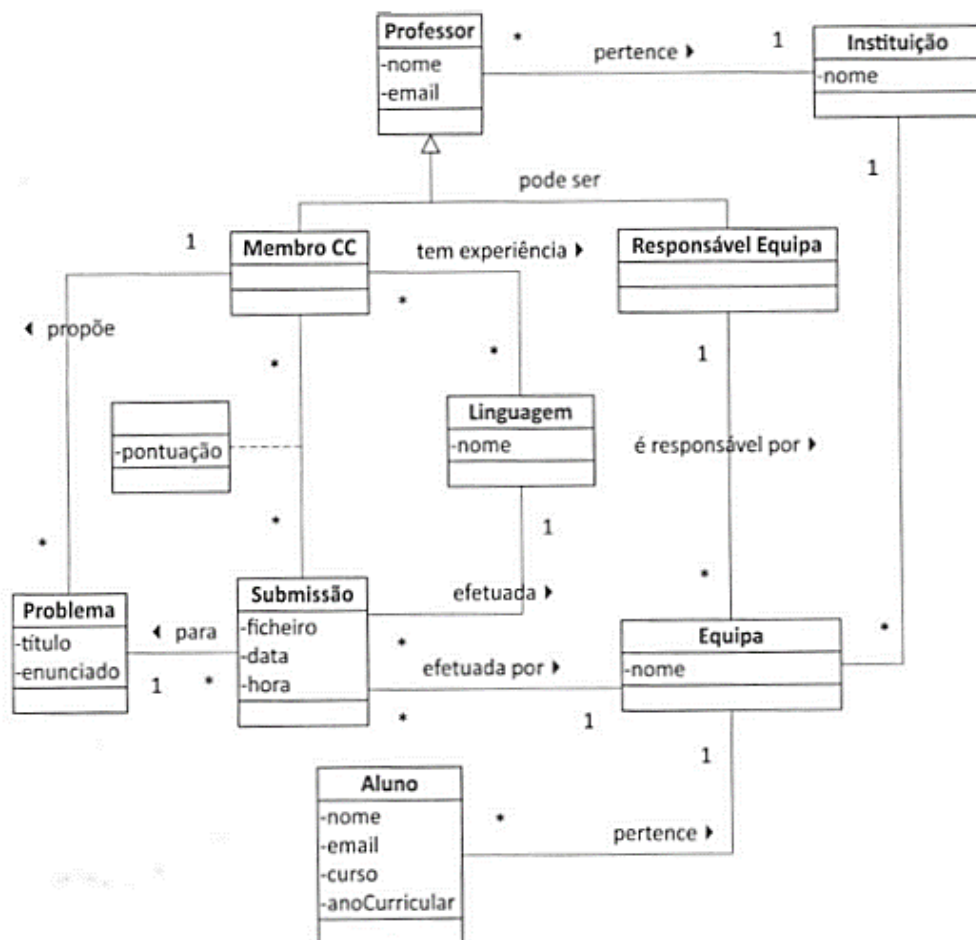 Professor
-nome
-email
*
pertence ▶
1
Instituição
-nome
1
pode ser
1
Membro CC
tem experiência ▶
Responsável Equipa
*
◀ propõe
*
*
1
Linguagem
-nome
-pontuação
é responsável por ▶
*
1
*
*
Problema
-título
-enunciado
◀ para
1
*
Submissão
-ficheiro
-data
-hora
efetuada ▶
*
efetuada por ▶
*
1
Equipa
-nome
*
1
Aluno
-nome
-email
-curso
-anoCurricular
*
pertence ▶